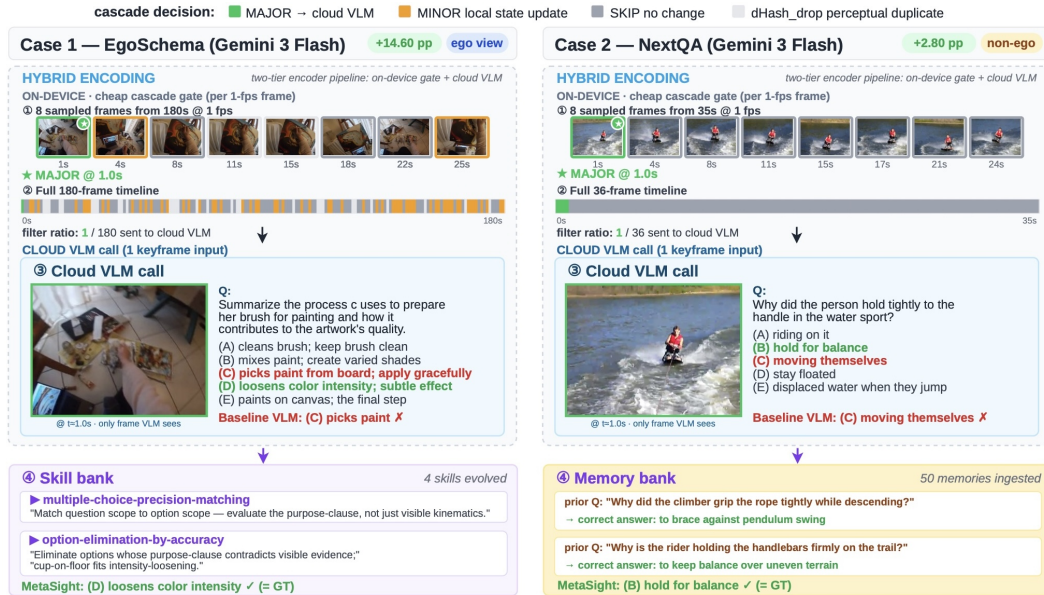 cascade decision: MAJOR → cloud VLM MINOR local state update SKIP no change dHash_drop perceptual duplicate
Case 1 — EgoSchema (Gemini 3 Flash) +14.60 pp ego view
HYBRID ENCODING two-tier encoder pipeline: on-device gate + cloud VLM
ON-DEVICE · cheap cascade gate (per 1-fps frame)
① 8 sampled frames from 180s @ 1 fps
1s 4s 8s 11s 15s 18s 22s 25s
★ MAJOR @ 1.0s
② Full 180-frame timeline
0s 180s
filter ratio: 1 / 180 sent to cloud VLM
CLOUD VLM call (1 keyframe input)
③ Cloud VLM call
Q:
Summarize the process c uses to prepare
her brush for painting and how it
contributes to the artwork's quality.
(A) cleans brush; keep brush clean
(B) mixes paint; create varied shades
(C) picks paint from board; apply gracefully
(D) loosens color intensity; subtle effect
(E) paints on canvas; the final step
Baseline VLM: (C) picks paint ✗
@ t=1.0s · only frame VLM sees
④ Skill bank 4 skills evolved
▶ multiple-choice-precision-matching
"Match question scope to option scope — evaluate the purpose-clause, not just visible kinematics."
▶ option-elimination-by-accuracy
"Eliminate options whose purpose-clause contradicts visible evidence;"
"cup-on-floor fits intensity-loosening."
MetaSight: (D) loosens color intensity ✓ (= GT)
Case 2 — NextQA (Gemini 3 Flash) +2.80 pp non-ego
HYBRID ENCODING two-tier encoder pipeline: on-device gate + cloud VLM
ON-DEVICE · cheap cascade gate (per 1-fps frame)
① 8 sampled frames from 35s @ 1 fps
1s 4s 8s 11s 15s 17s 21s 24s
★ MAJOR @ 1.0s
② Full 36-frame timeline
0s 35s
filter ratio: 1 / 36 sent to cloud VLM
CLOUD VLM call (1 keyframe input)
③ Cloud VLM call
Q:
Why did the person hold tightly to the
handle in the water sport?
(A) riding on it
(B) hold for balance
(C) moving themselves
(D) stay floated
(E) displaced water when they jump
Baseline VLM: (C) moving themselves ✗
@ t=1.0s · only frame VLM sees
④ Memory bank 50 memories ingested
prior Q: "Why did the climber grip the rope tightly while descending?"
→ correct answer: to brace against pendulum swing
prior Q: "Why is the rider holding the handlebars firmly on the trail?"
→ correct answer: to keep balance over uneven terrain
MetaSight: (B) hold for balance ✓ (= GT)